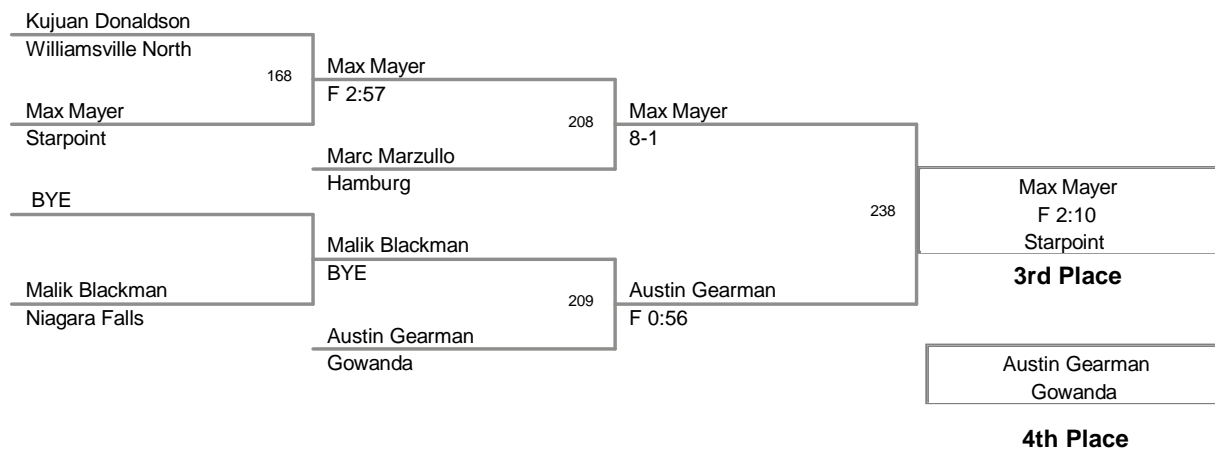 Kujuan Donaldson
Williamsville North
168
Max Mayer
Starpoint
Max Mayer
F 2:57
208
Marc Marzullo
Hamburg
BYE
Malik Blackman
Niagara Falls
Malik Blackman
BYE
209
Austin Gearman
Gowanda
Max Mayer
8-1
238
Austin Gearman
F 0:56
Max Mayer
F 2:10
Starpoint
3rd Place
Austin Gearman
Gowanda
4th Place